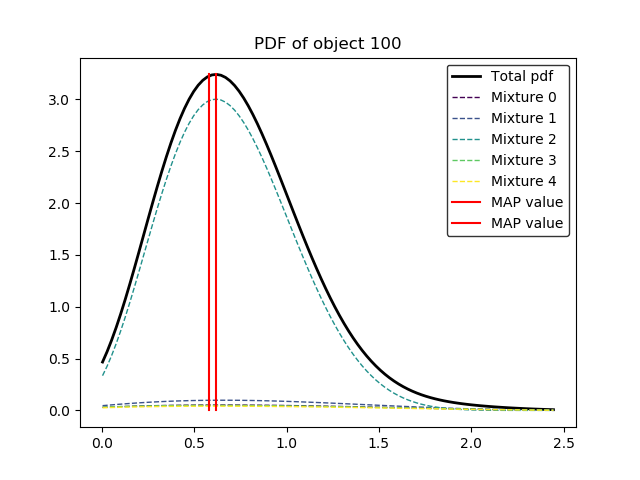 PDF of object 100
Total pdf
Mixture 0
Mixture 1
Mixture 2
Mixture 3
Mixture 4
MAP value
MAP value
3.0
2.5
2.0
1.5
1.0
0.5
0.0
0.0 0.5 1.0 1.5 2.0 2.5